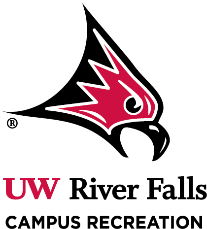 ®
UW River Falls
CAMPUS RECREATION